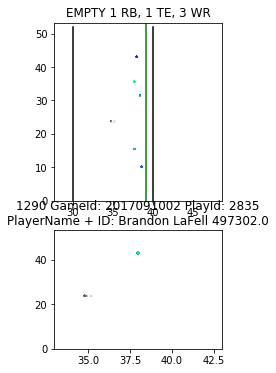 EMPTY 1 RB, 1 TE, 3 WR
50
40
30
20
10
0
30 35 40 45
1290 GameId: 2017091002 PlayId: 2835
PlayerName + ID: Brandon LaFell 497302.0
40
20
0
35.0 37.5 40.0 42.5